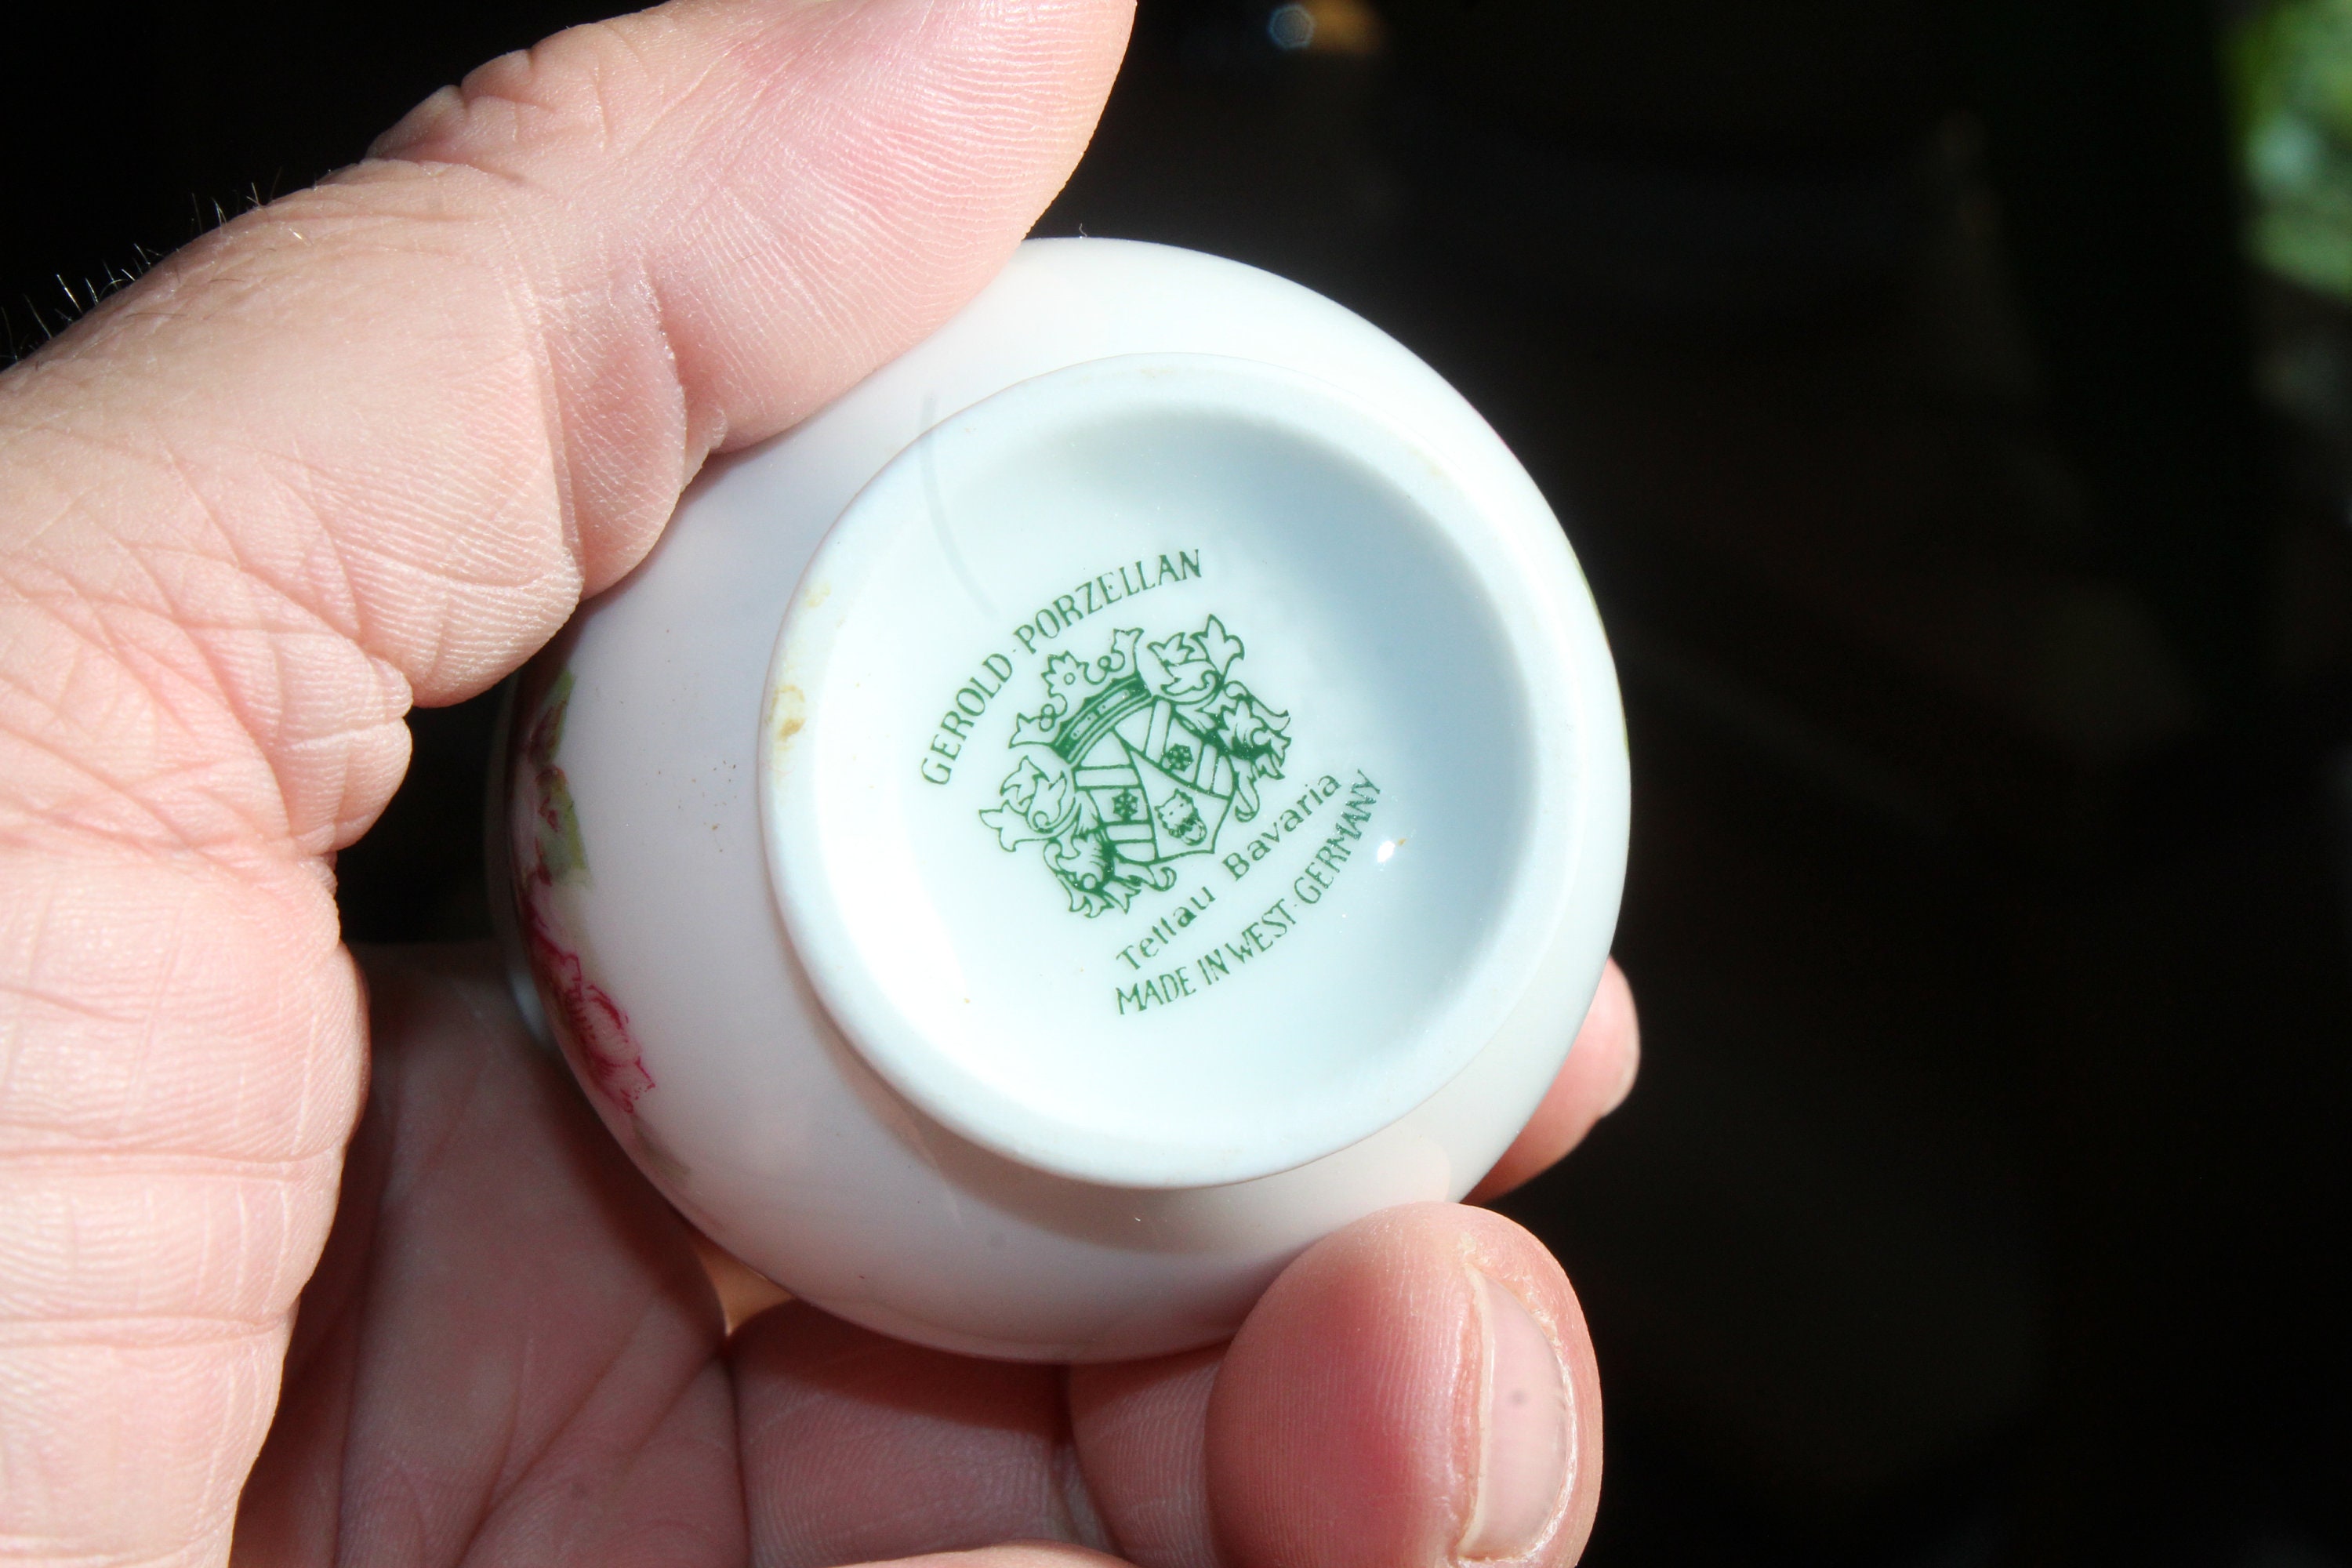 GEROLD-PORZELLAN
Tettau Bavaria
MADE IN WEST-GERMANY